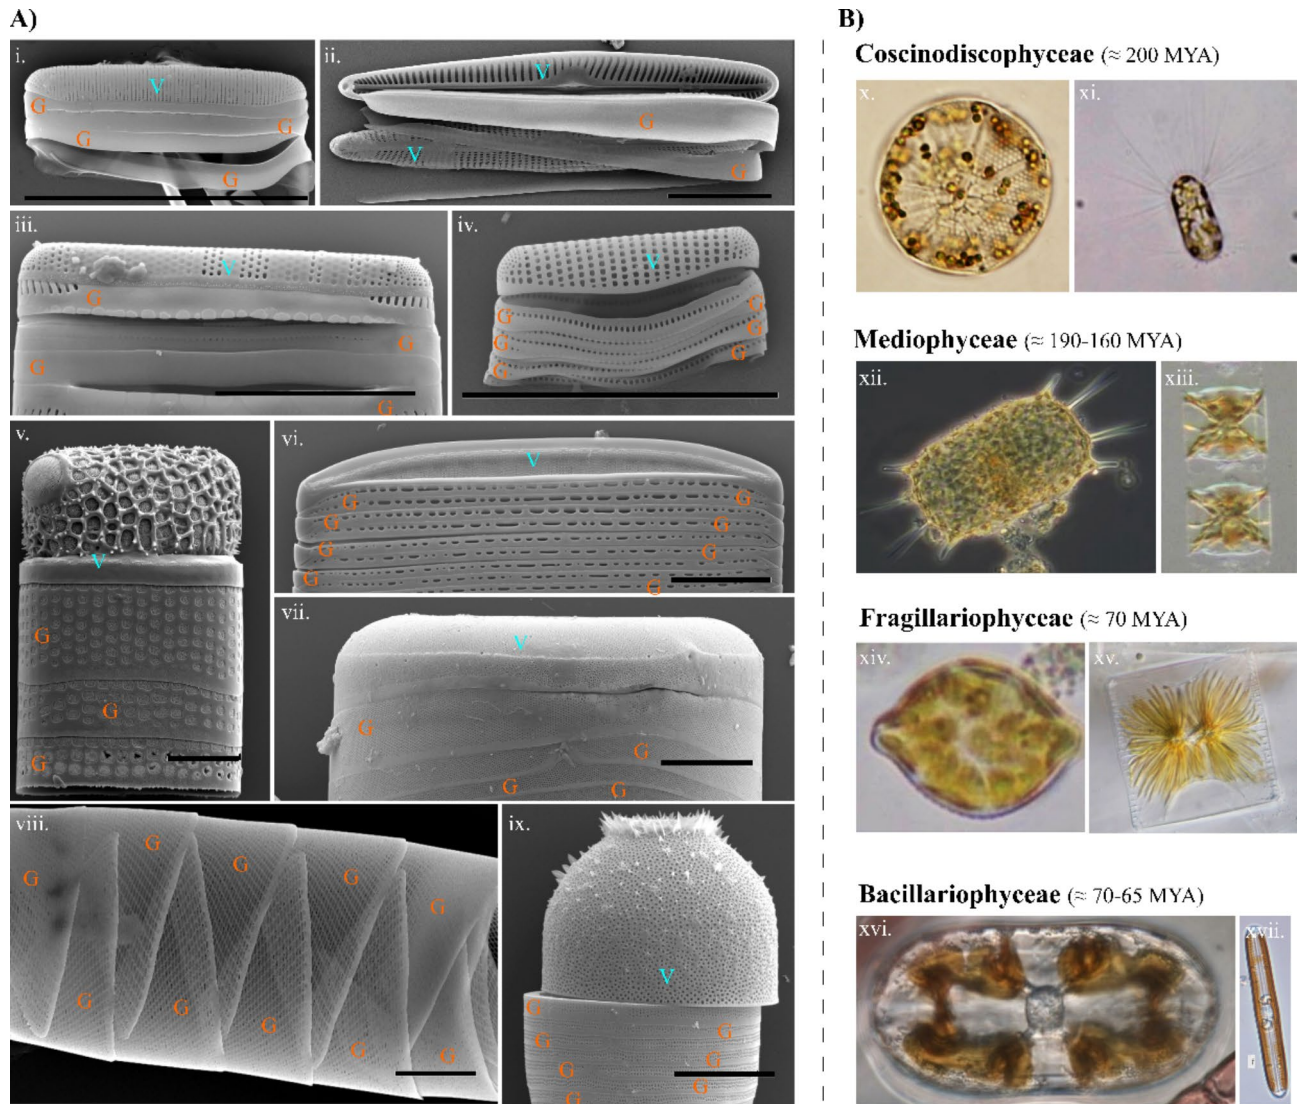 A)
i.
V
G
G
G
G
ii.
V
G
V
G
iii.
V
G
G
G
G
iv.
V
G
G
G
G
G
G
v.
V
G
G
G
vi.
V
G
G
G
G
G
G
G
G
vii.
V
G
G
G
G
viii.
G
G
G
G
G
G
G
G
G
G
ix.
V
G
G
G
G
G
G
G
B)
Coscinodiscophyceae (≈ 200 MYA)
x.
xi.
Mediophyceae (≈ 190-160 MYA)
xii.
xiii.
Fragillariophyceae (≈ 70 MYA)
xiv.
xv.
Bacillariophyceae (≈ 70-65 MYA)
xvi.
xvii.